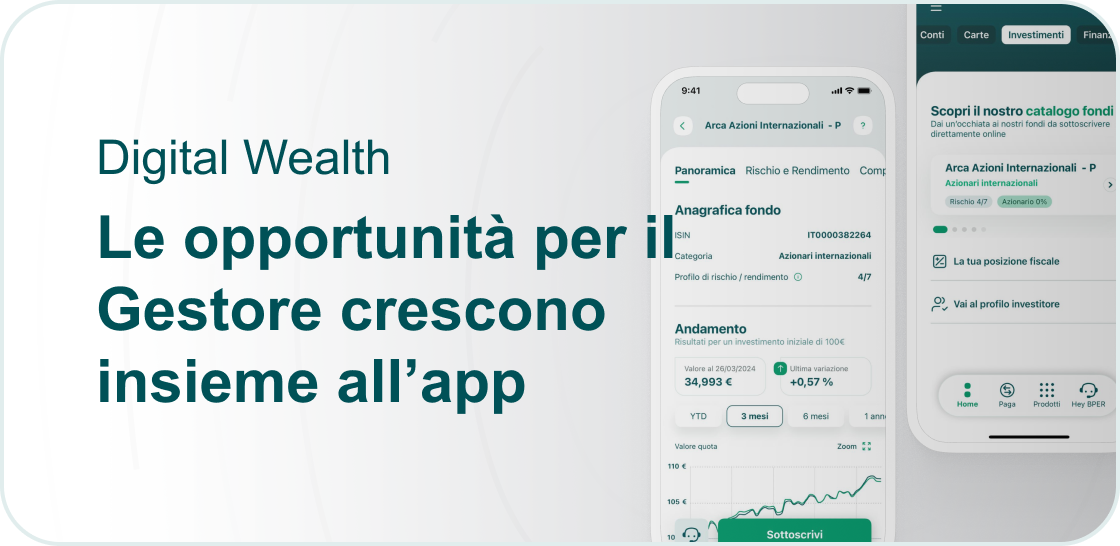 Digital Wealth
Le opportunità per il
Gestore crescono
insieme all’app
9:41
Arca Azioni Internazionali - P
?
Panoramica Rischio e Rendimento Comp
Anagrafica fondo
ISIN IT0000382264
Categoria Azionari internazionali
Profilo di rischio / rendimento 4/7
Andamento
Risultati per un investimento iniziale di 100€
Valore al 26/03/2024 Ultima variazione
34,993 € +0,57 %
YTD 3 mesi 6 mesi 1 anno
Valore quota Zoom
110 €
105 €
10
Sottoscrivi
Conti Carte Investimenti Finanz
Scopri il nostro catalogo fondi
Dai un'occhiata ai nostri fondi da sottoscrivere
direttamente online
Arca Azioni Internazionali - P
Azionari internazionali
Rischio 4/7 Azionario 0%
La tua posizione fiscale
Vai al profilo investitore
Home Paga Prodotti Hey BPER